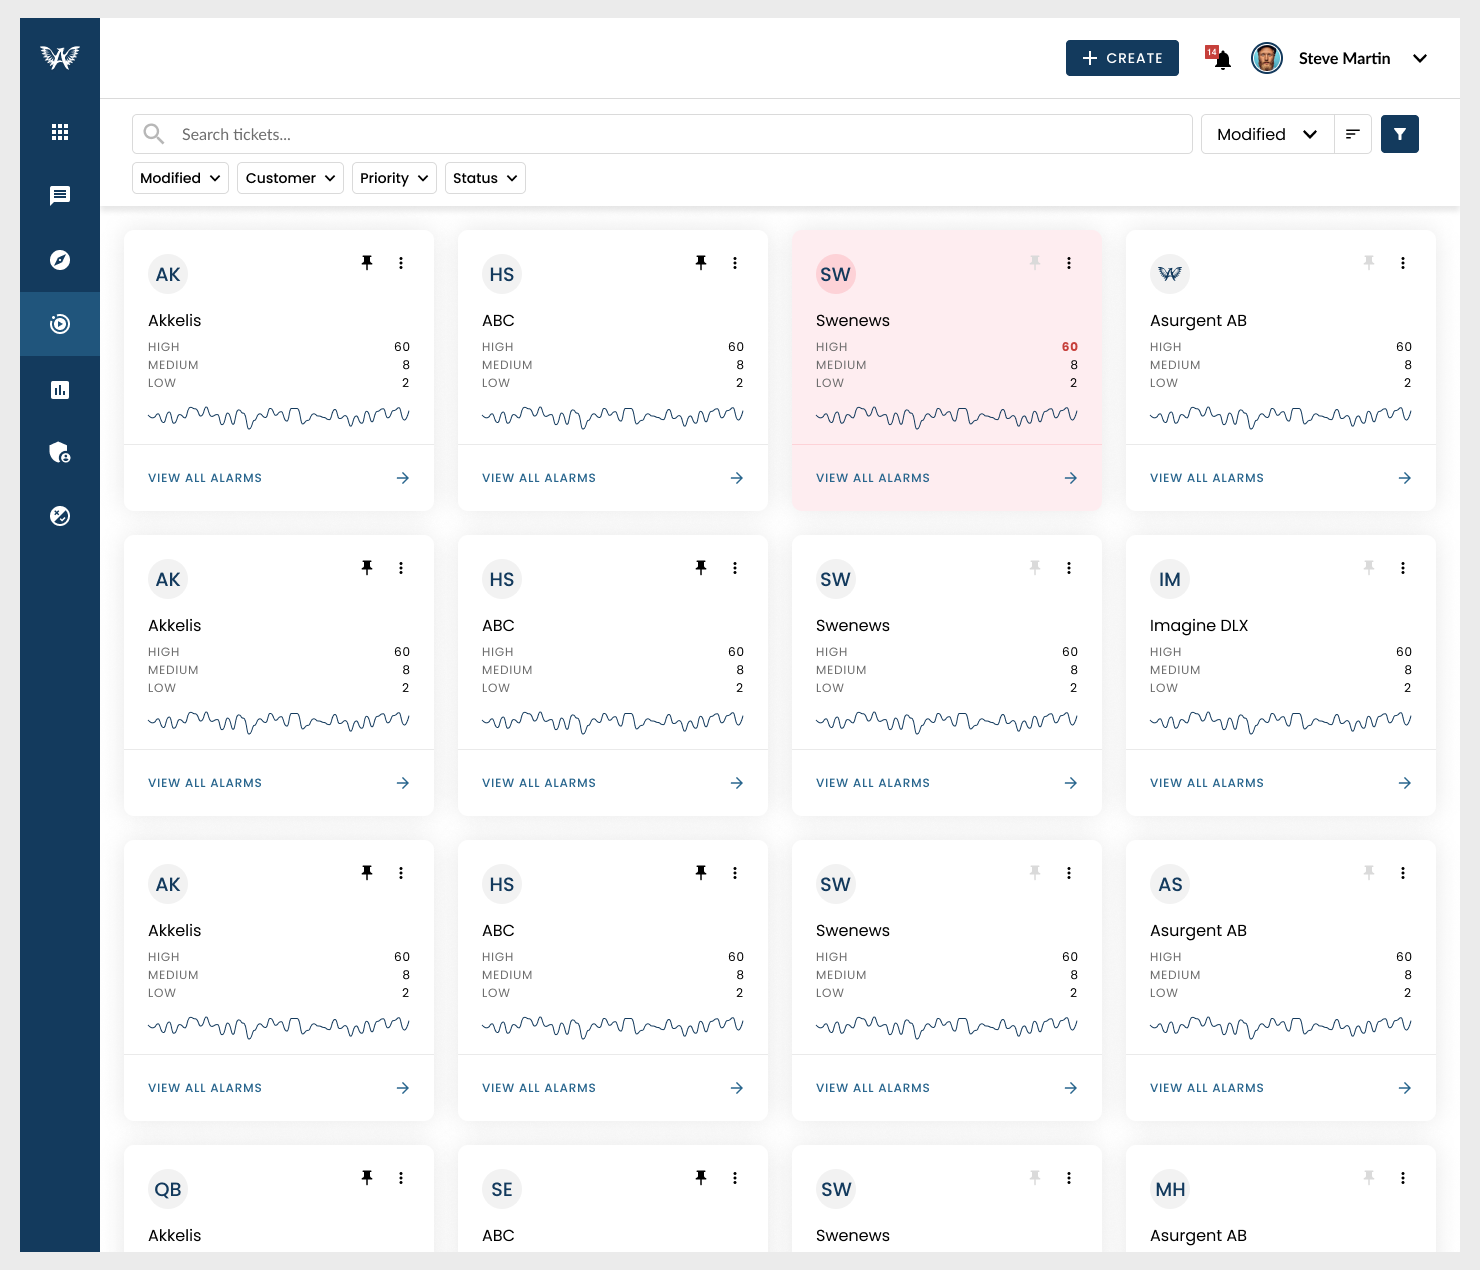 CREATE
14
Steve Martin
Search tickets...
Modified
Modified
Customer
Priority
Status
AK
Akkelis
HIGH 60
MEDIUM 8
LOW 2
VIEW ALL ALARMS
HS
ABC
HIGH 60
MEDIUM 8
LOW 2
VIEW ALL ALARMS
SW
Swenews
HIGH 60
MEDIUM 8
LOW 2
VIEW ALL ALARMS
Asurgent AB
HIGH 60
MEDIUM 8
LOW 2
VIEW ALL ALARMS
AK
Akkelis
HIGH 60
MEDIUM 8
LOW 2
VIEW ALL ALARMS
HS
ABC
HIGH 60
MEDIUM 8
LOW 2
VIEW ALL ALARMS
SW
Swenews
HIGH 60
MEDIUM 8
LOW 2
VIEW ALL ALARMS
IM
Imagine DLX
HIGH 60
MEDIUM 8
LOW 2
VIEW ALL ALARMS
AK
Akkelis
HIGH 60
MEDIUM 8
LOW 2
VIEW ALL ALARMS
HS
ABC
HIGH 60
MEDIUM 8
LOW 2
VIEW ALL ALARMS
SW
Swenews
HIGH 60
MEDIUM 8
LOW 2
VIEW ALL ALARMS
AS
Asurgent AB
HIGH 60
MEDIUM 8
LOW 2
VIEW ALL ALARMS
QB
Akkelis
SE
ABC
SW
Swenews
MH
Asurgent AB